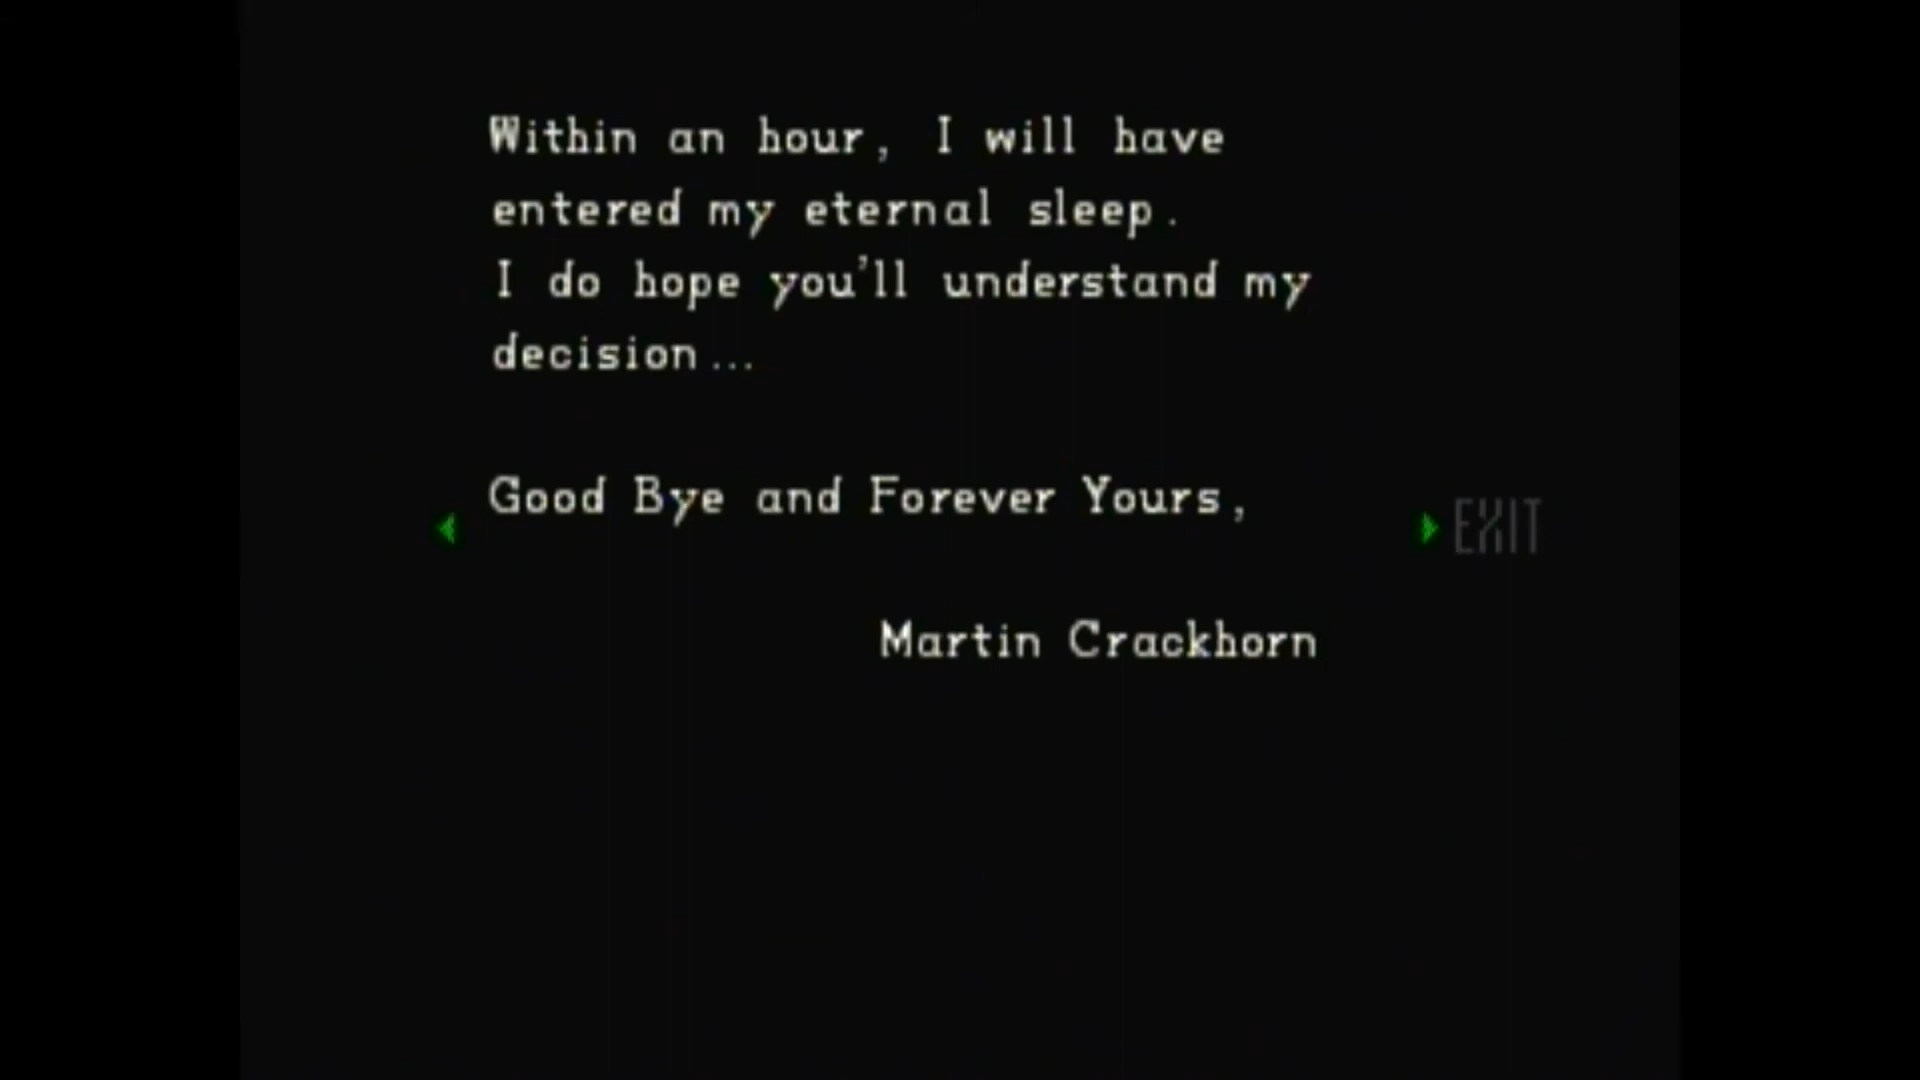 Within an hour, I will have
entered my eternal sleep.
I do hope you'll understand my
decision...
Good Bye and Forever Yours,
EXIT
Martin Crackhorn